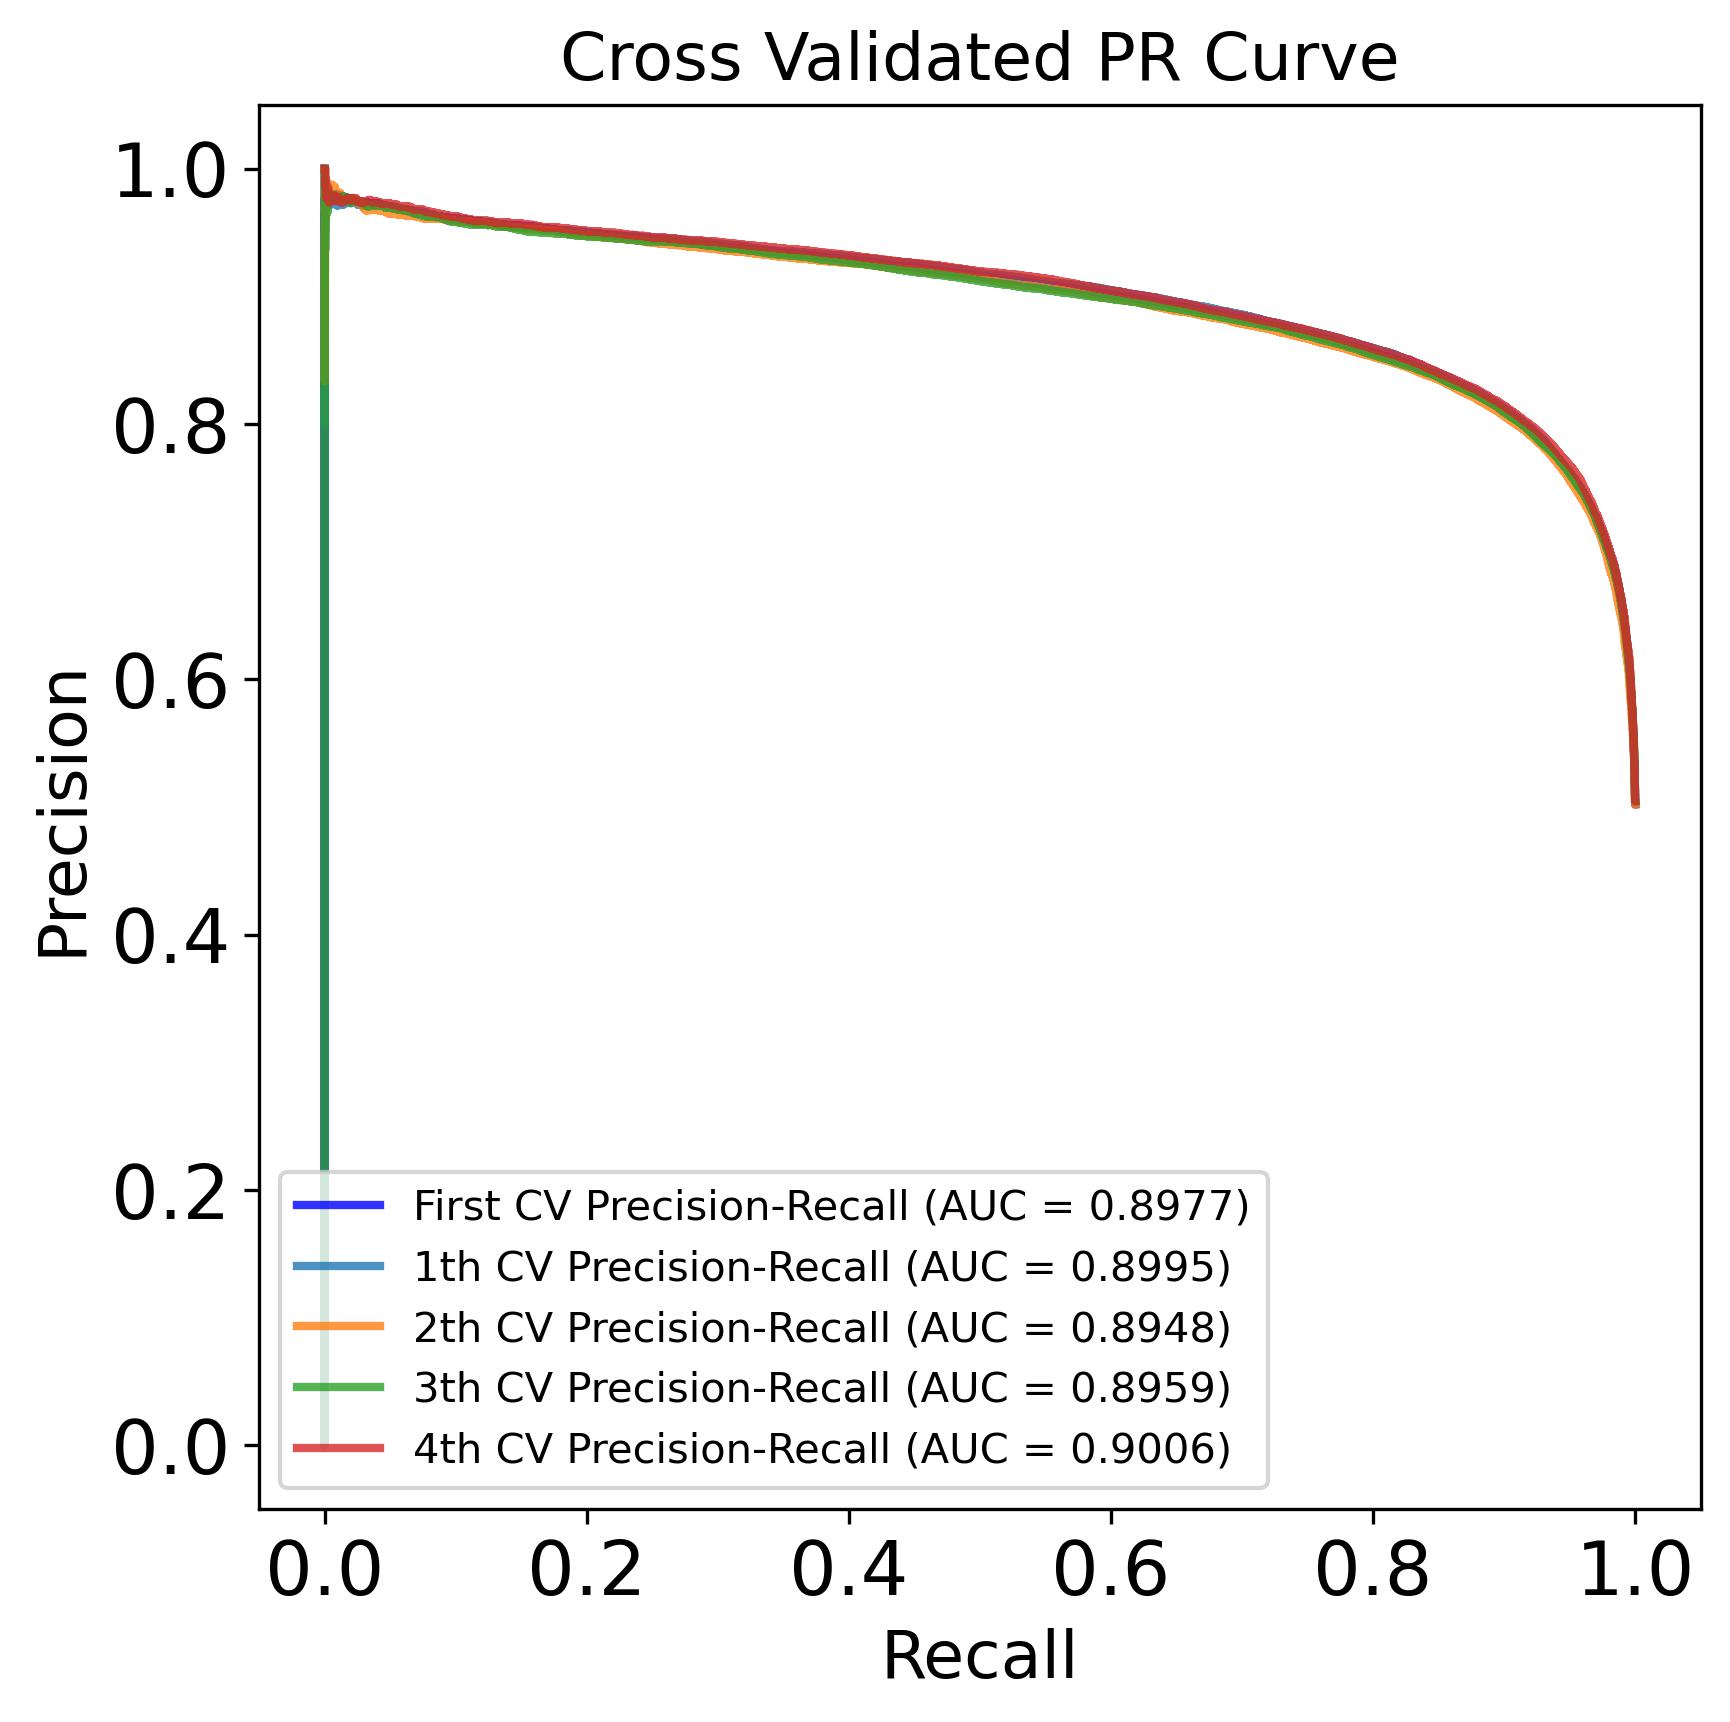 Cross Validated PR Curve
1.0
0.8
0.6
0.4
0.2
0.0
Precision
First CV Precision-Recall (AUC = 0.8977)
1th CV Precision-Recall (AUC = 0.8995)
2th CV Precision-Recall (AUC = 0.8948)
3th CV Precision-Recall (AUC = 0.8959)
4th CV Precision-Recall (AUC = 0.9006)
0.0 0.2 0.4 0.6 0.8 1.0
Recall